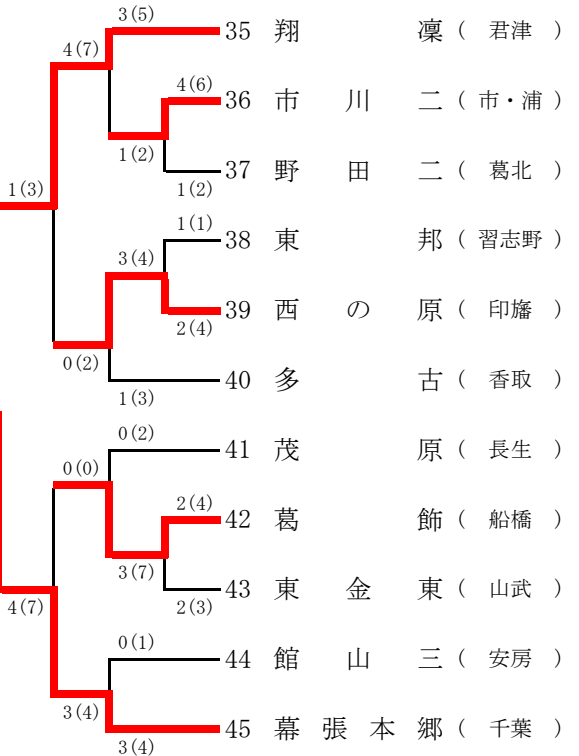 3(5)
35 翔 凜 ( 君津 )
4(7)
4(6)
36 市 川 二 ( 市・浦 )
1(2)
37 野 田 二 ( 葛北 )
1(2)
1(3)
1(1)
38 東 邦 ( 習志野 )
3(4)
39 西 の 原 ( 印旛 )
2(4)
0(2)
40 多 古 ( 香取 )
1(3)
0(2)
41 茂 原 ( 長生 )
0(0)
2(4)
42 葛 飾 ( 船橋 )
3(7)
43 東 金 東 ( 山武 )
2(3)
4(7)
0(1)
44 館 山 三 ( 安房 )
3(4)
45 幕 張 本 郷 ( 千葉 )
3(4)